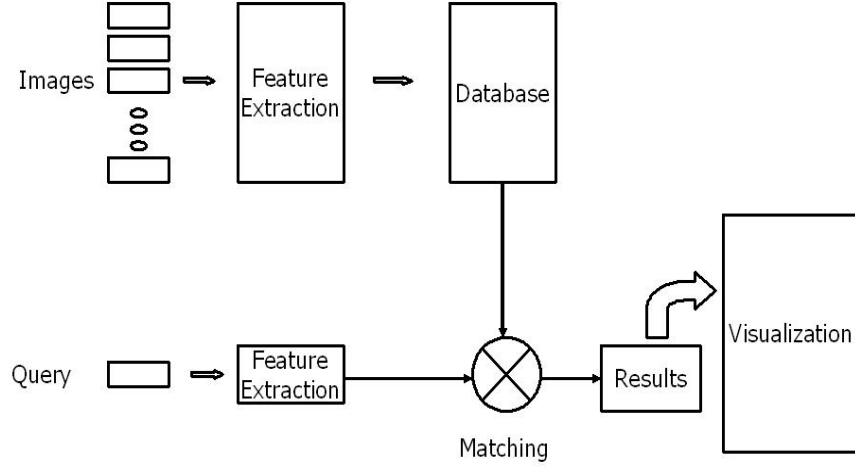 Images
Feature
Extraction
Database
Query
Feature
Extraction
Matching
Results
Visualization